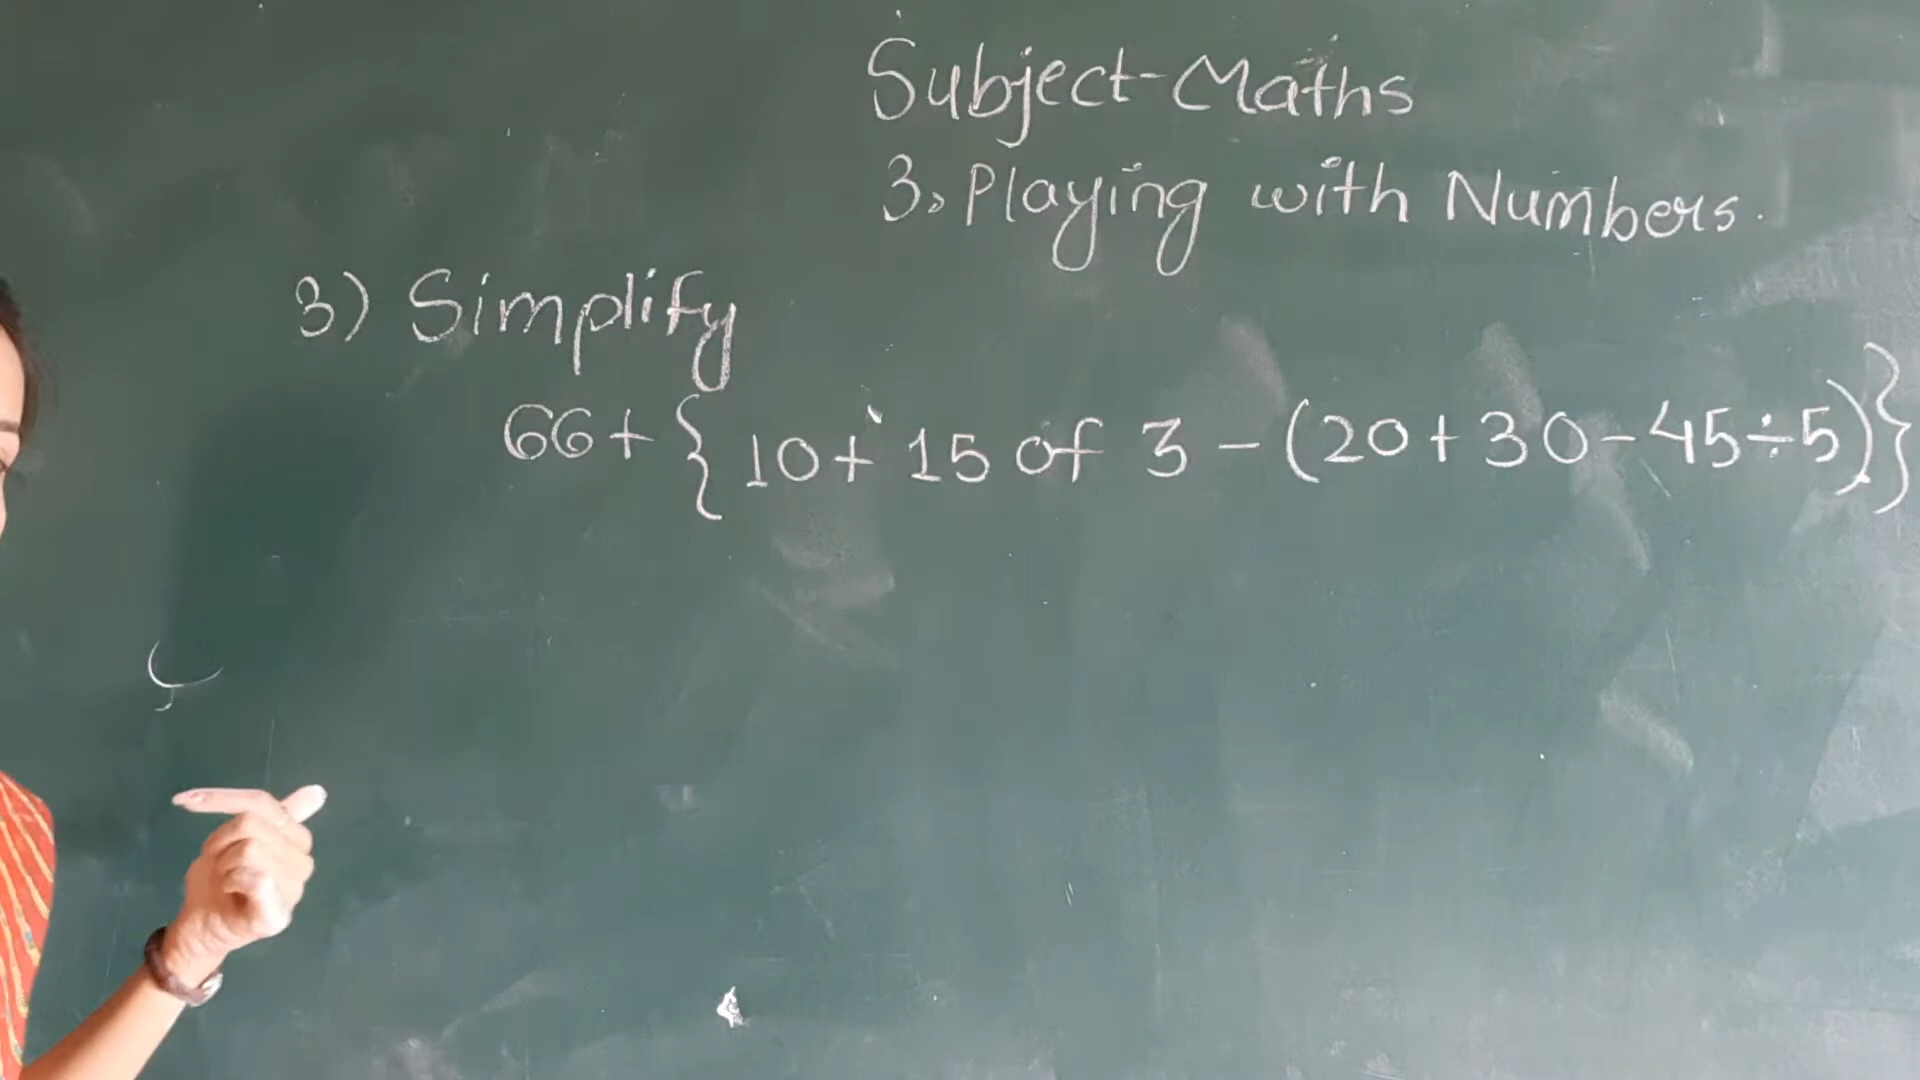 Subject-Maths
3. Playing with Numbers.
3) Simplify
66+{10+15 of 3-(20+30-45÷5)}